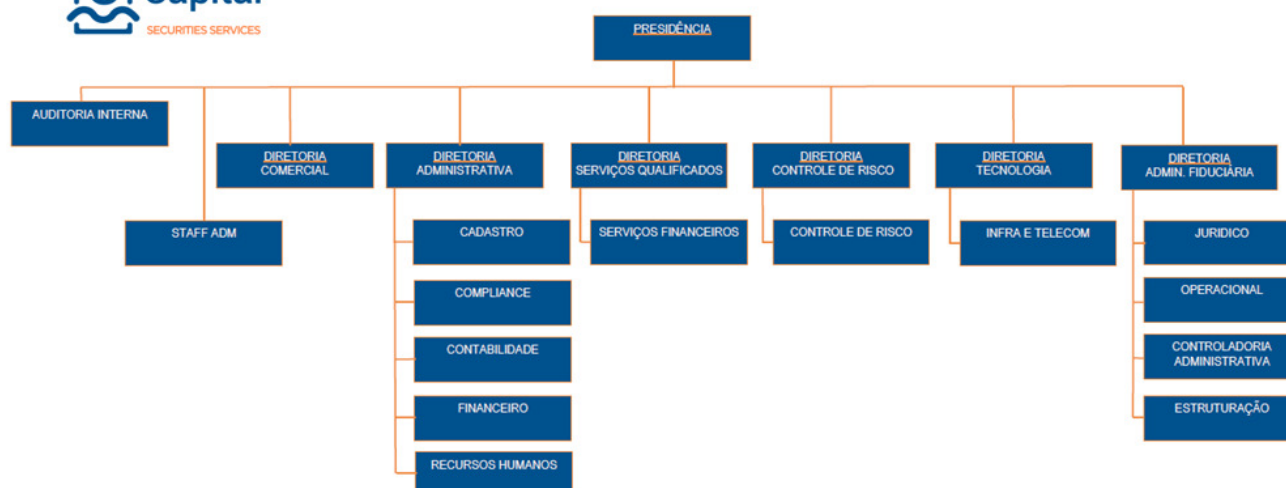 SECURITIES SERVICES
PRESIDÊNCIA
AUDITORIA INTERNA
DIRETORIA
COMERCIAL
DIRETORIA
ADMINISTRATIVA
DIRETORIA
SERVIÇOS QUALIFICADOS
DIRETORIA
CONTROLE DE RISCO
DIRETORIA
TECNOLOGIA
DIRETORIA
ADMIN. FIDUCIÁRIA
STAFF ADM
CADASTRO
SERVIÇOS FINANCEIROS
CONTROLE DE RISCO
INFRA E TELECOM
JURIDICO
COMPLIANCE
OPERACIONAL
CONTABILIDADE
CONTROLADORIA
ADMINISTRATIVA
FINANCEIRO
ESTRUTURAÇÃO
RECURSOS HUMANOS